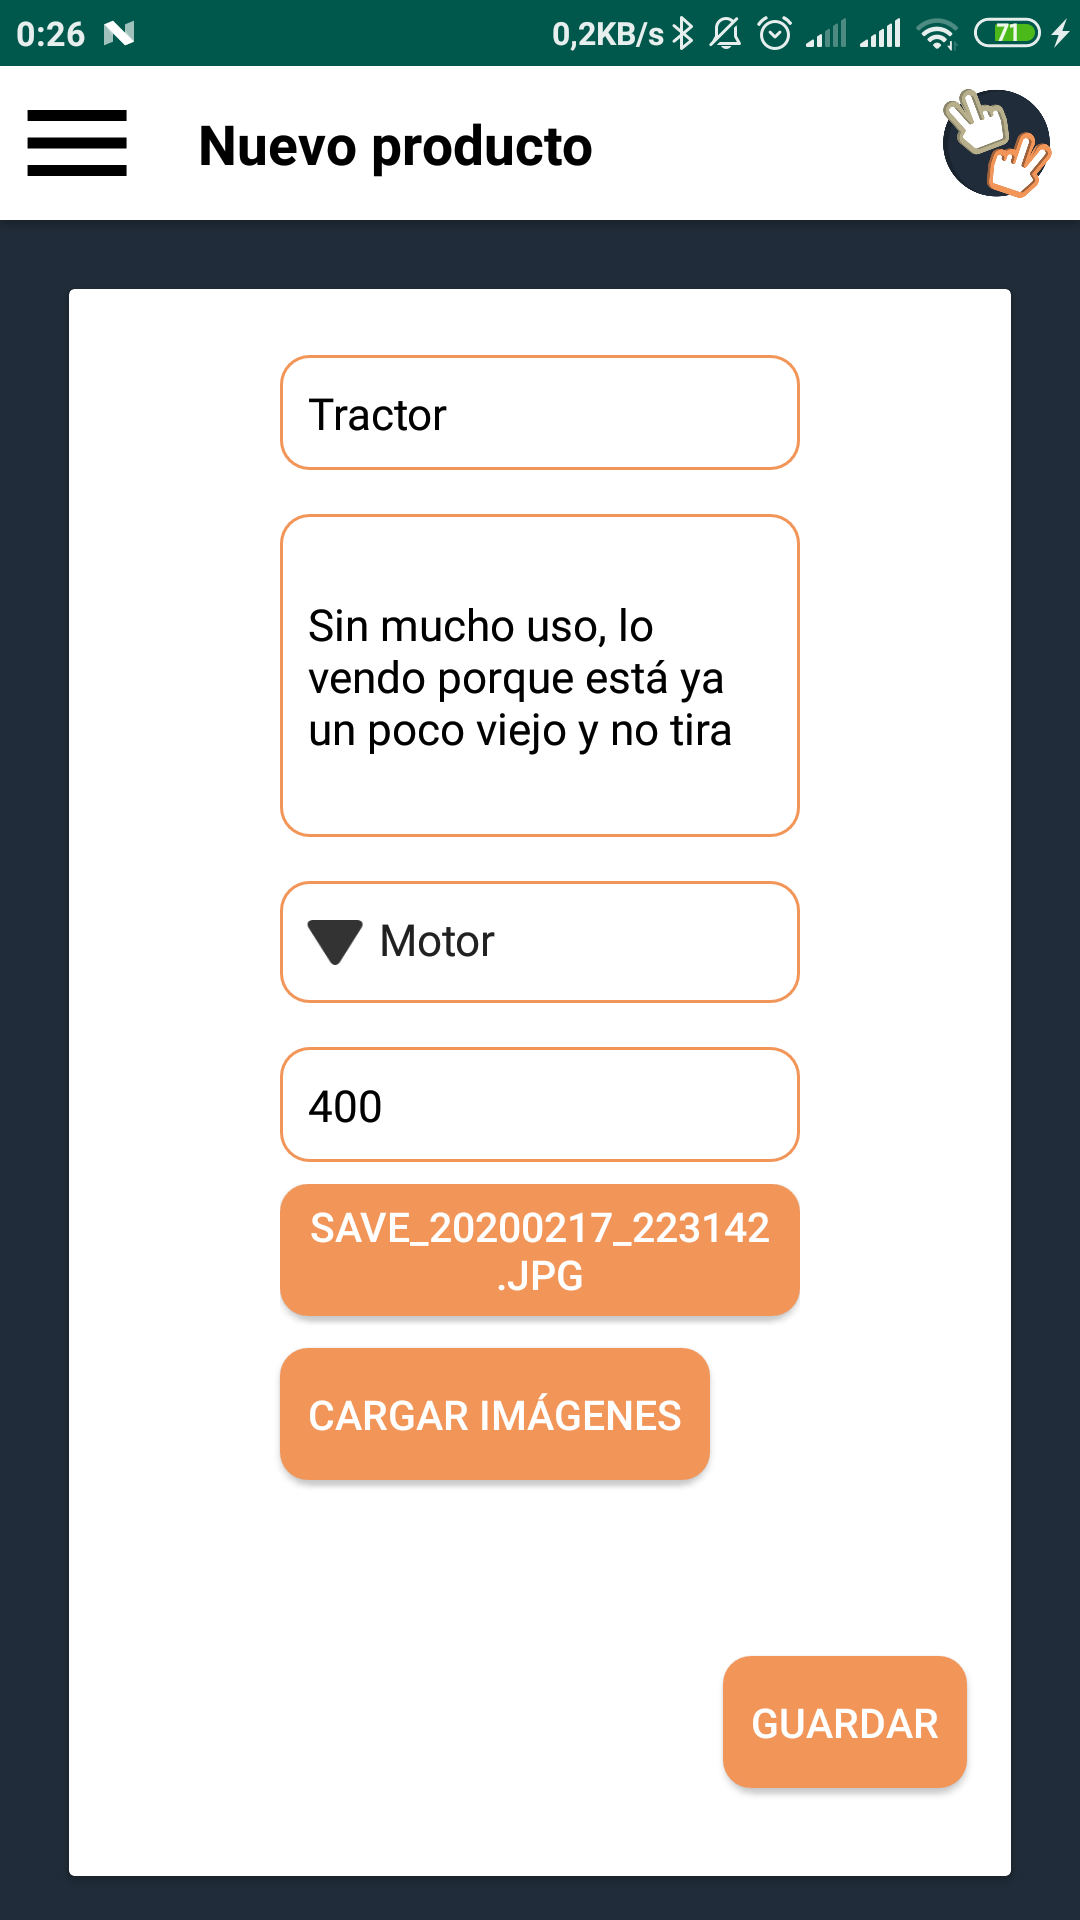 0:26 0,2KB/s 71
Nuevo producto
Tractor
Sin mucho uso, lo
vendo porque está ya
un poco viejo y no tira
Motor
400
SAVE_20200217_223142
.JPG
CARGAR IMÁGENES
GUARDAR